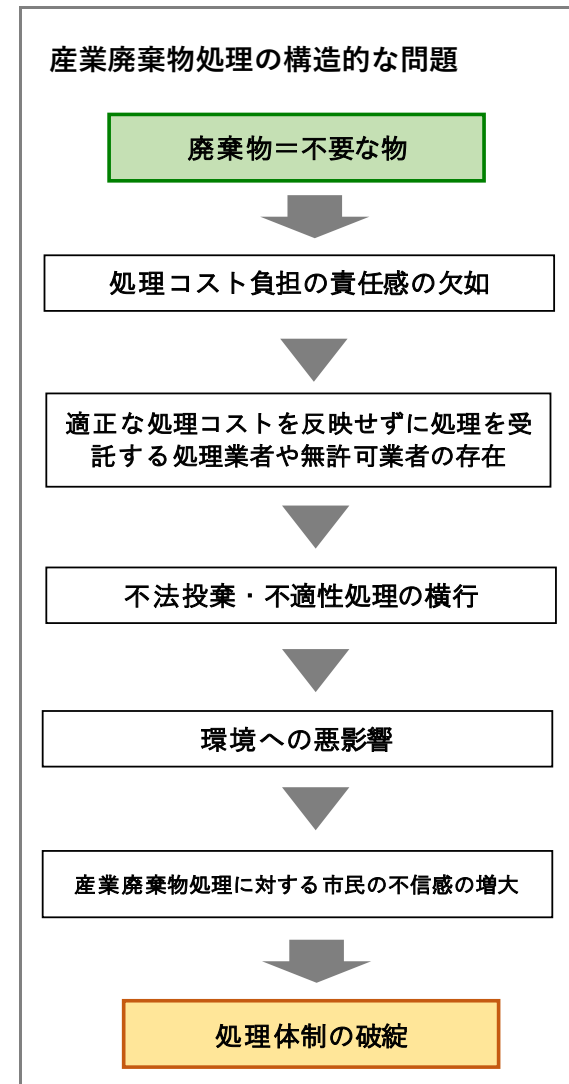 産業廃棄物処理の構造的な問題
廃棄物＝不要な物
処理コスト負担の責任感の欠如
適正な処理コストを反映せずに処理を受
託する処理業者や無許可業者の存在
不法投棄・不適性処理の横行
環境への悪影響
産業廃棄物処理に対する市民の不信感の増大
処理体制の破綻